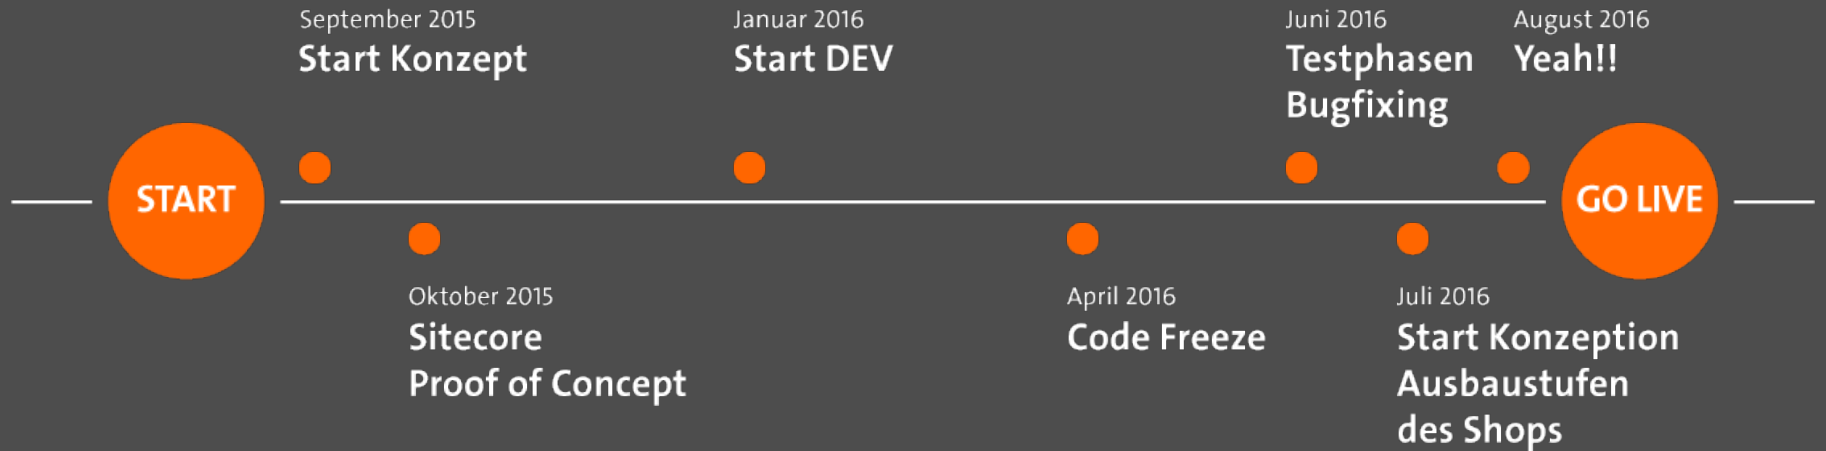 September 2015
Start Konzept
Januar 2016
Start DEV
Juni 2016
Testphasen
Bugfixing
August 2016
Yeah!!
START
GO LIVE
Oktober 2015
Sitecore
Proof of Concept
April 2016
Code Freeze
Juli 2016
Start Konzeption
Ausbaustufen
des Shops